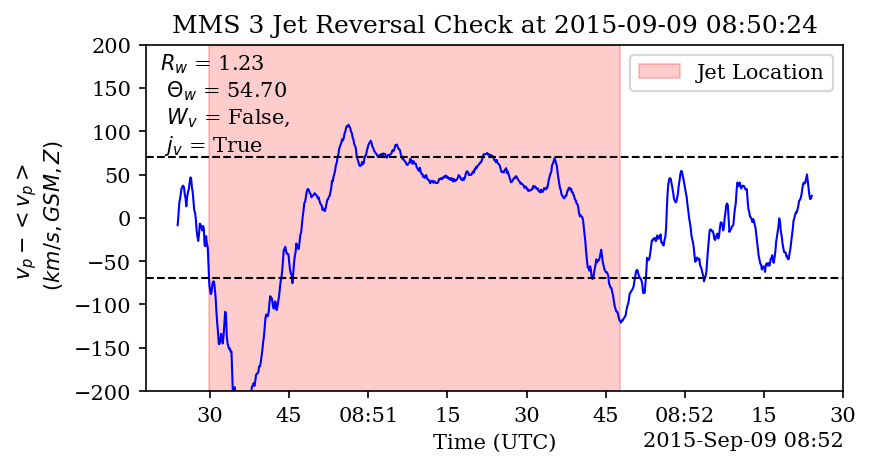 MMS 3 Jet Reversal Check at 2015-09-09 08:50:24
200
150
100
50
0
−50
−100
−150
−200
v_p − < v_p >
(km/s, GSM, Z)
R_w = 1.23
Θ_w = 54.70
W_v = False,
j_v = True
Jet Location
30 45 08:51 15 30 45 08:52 15 30
Time (UTC)
2015-Sep-09 08:52